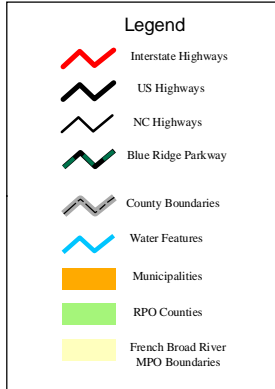 Legend
Interstate Highways
US Highways
NC Highways
Blue Ridge Parkway
County Boundaries
Water Features
Municipalities
RPO Counties
French Broad River
MPO Boundaries